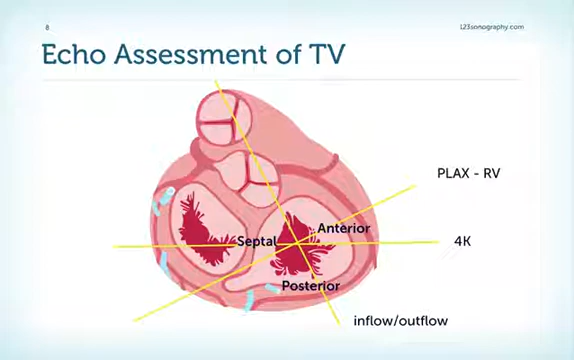 8
123sonography.com
Echo Assessment of TV
PLAX - RV
Anterior
Septal
4K
Posterior
inflow/outflow